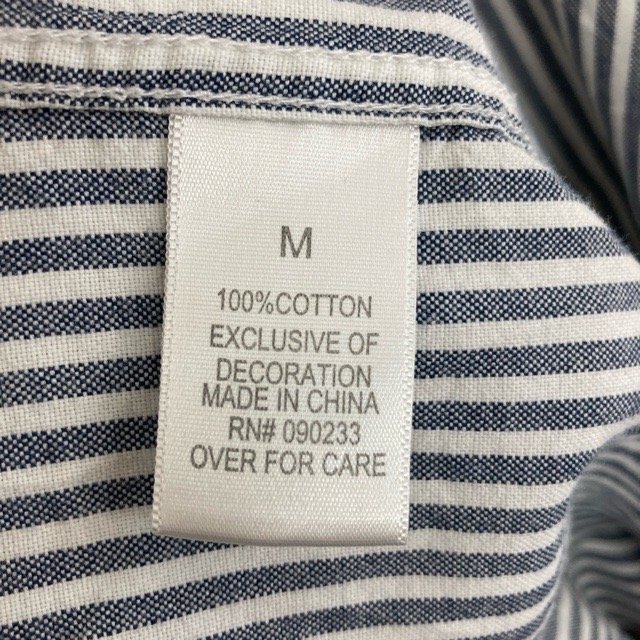 M
100%COTTON
EXCLUSIVE OF
DECORATION
MADE IN CHINA
RN# 090233
OVER FOR CARE